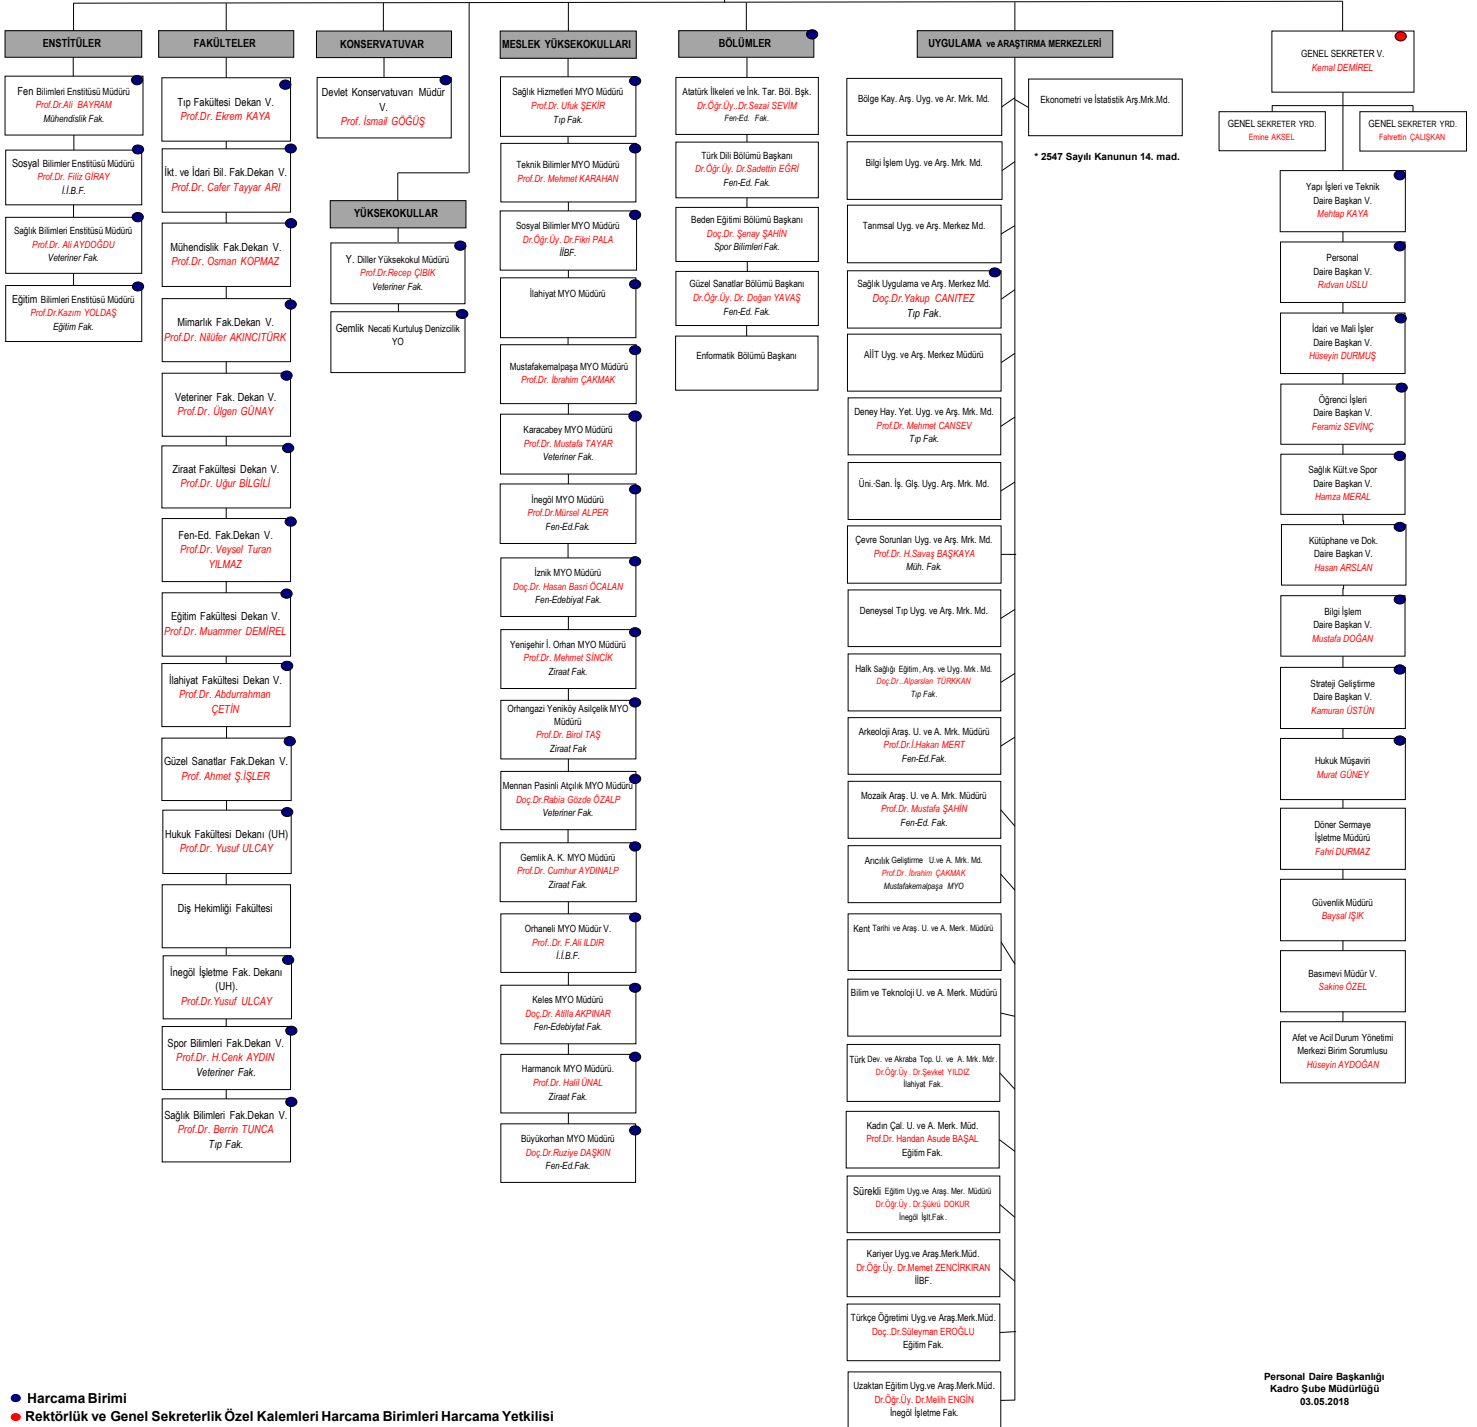 ENSTİTÜLER
Fen Bilimleri Enstitüsü Müdürü
Prof.Dr.Ali BAYRAM
Mühendislik Fak.
Sosyal Bilimler Enstitüsü Müdürü
Prof.Dr. Filiz GİRAY
İ.İ.B.F.
Sağlık Bilimleri Enstitüsü Müdürü
Prof.Dr. Ali AYDOĞDU
Veteriner Fak.
Eğitim Bilimleri Enstitüsü Müdürü
Prof.Dr.Kazım YOLDAŞ
Eğitim Fak.
FAKÜLTELER
Tıp Fakültesi Dekan V.
Prof.Dr. Ekrem KAYA
İkt. ve İdari Bil. Fak.Dekan V.
Prof.Dr. Cafer Tayyar ARI
Mühendislik Fak.Dekan V.
Prof.Dr. Osman KOPMAZ
Mimarlık Fak.Dekan V.
Prof.Dr. Nilüfer AKINCITÜRK
Veteriner Fak. Dekan V.
Prof.Dr. Ülgen GÜNAY
Ziraat Fakültesi Dekan V.
Prof.Dr. Uğur BİLGİLİ
Fen-Ed. Fak.Dekan V.
Prof.Dr. Veysel Turan
YILMAZ
Eğitim Fakültesi Dekan V.
Prof.Dr. Muammer DEMİREL
İlahiyat Fakültesi Dekan V.
Prof.Dr. Abdurrahman
ÇETİN
Güzel Sanatlar Fak.Dekan V.
Prof. Ahmet Ş.İŞLER
Hukuk Fakültesi Dekanı (UH)
Prof.Dr. Yusuf ULCAY
Diş Hekimliği Fakültesi
İnegöl İşletme Fak. Dekanı
(UH).
Prof.Dr.Yusuf ULCAY
Spor Bilimleri Fak.Dekan V.
Prof.Dr. H.Cenk AYDIN
Veteriner Fak.
Sağlık Bilimleri Fak.Dekan V.
Prof.Dr. Berrin TUNCA
Tıp Fak.
KONSERVATUVAR
Devlet Konservatuvarı Müdür
V.
Prof. İsmail GÖĞÜŞ
YÜKSEKOKULLAR
Y. Diller Yüksekokul Müdürü
Prof.Dr.Recep ÇIBIK
Veteriner Fak.
Gemlik Necati Kurtuluş Denizcilik
YO
MESLEK YÜKSEKOKULLARI
Sağlık Hizmetleri MYO Müdürü
Prof.Dr. Ufuk ŞEKİR
Tıp Fak.
Teknik Bilimler MYO Müdürü
Prof.Dr. Mehmet KARAHAN
Sosyal Bilimler MYO Müdürü
Dr.Öğr.Üy. Dr.Fikri PALA
İİBF.
İlahiyat MYO Müdürü
Mustafakemalpaşa MYO Müdürü
Prof.Dr. İbrahim ÇAKMAK
Karacabey MYO Müdürü
Prof.Dr. Mustafa TAYAR
Veteriner Fak.
İnegöl MYO Müdürü
Prof.Dr.Mürsel ALPER
Fen-Ed.Fak.
İznik MYO Müdürü
Doç.Dr. Hasan Basri ÖCALAN
Fen-Edebiyat Fak.
Yenişehir İ. Orhan MYO Müdürü
Prof.Dr. Mehmet SİNCİK
Ziraat Fak.
Orhangazi Yeniköy Asilçelik MYO
Müdürü
Prof.Dr. Birol TAŞ
Ziraat Fak
Mennan Pasinli Atçılık MYO Müdürü
Doç.Dr.Rabia Gözde ÖZALP
Veteriner Fak.
Gemlik A. K. MYO Müdürü
Prof.Dr. Cumhur AYDINALP
Ziraat Fak.
Orhaneli MYO Müdür V.
Prof..Dr. F.Ali ILDIR
İ.İ.B.F.
Keles MYO Müdürü
Doç.Dr. Atilla AKPINAR
Fen-Edebiytat Fak.
Harmancık MYO Müdürü.
Prof.Dr. Halil ÜNAL
Ziraat Fak.
Büyükorhan MYO Müdürü
Doç.Dr.Ruziye DAŞKIN
Fen-Ed.Fak.
BÖLÜMLER
Atatürk İlkeleri ve İnk. Tar. Böl. Bşk.
Dr.Öğr.Üy..Dr.Sezai SEVİM
Fen-Ed. Fak.
Türk Dili Bölümü Başkanı
Dr.Öğr.Üy. Dr.Sadettin EĞRİ
Fen-Ed. Fak.
Beden Eğitimi Bölümü Başkanı
Doç.Dr. Şenay ŞAHİN
Spor Bilimleri Fak.
Güzel Sanatlar Bölümü Başkanı
Dr.Öğr.Üy. Dr. Doğan YAVAŞ
Fen-Ed. Fak.
Enformatik Bölümü Başkanı
UYGULAMA ve ARAŞTIRMA MERKEZLERİ
Bölge Kay. Arş. Uyg. ve Ar. Mrk. Md.
Ekonometri ve İstatistik Arş.Mrk.Md.
* 2547 Sayılı Kanunun 14. mad.
Bilgi İşlem Uyg. ve Arş. Mrk. Md.
Tarımsal Uyg. ve Arş. Merkez Md.
Sağlık Uygulama ve Arş. Merkez Md.
Doç.Dr.Yakup CANITEZ
Tıp Fak.
AİİT Uyg. ve Arş. Merkez Müdürü
Deney Hay. Yet. Uyg. ve Arş. Mrk. Md.
Prof.Dr. Mehmet CANSEV
Tıp Fak.
Üni.-San. İş. Glş. Uyg. Arş. Mrk. Md.
Çevre Sorunları Uyg. ve Arş. Mrk. Md.
Prof.Dr. H.Savaş BAŞKAYA
Müh. Fak.
Deneysel Tıp Uyg. ve Arş. Mrk. Md.
Halk Sağlığı Eğitim, Arş. ve Uyg. Mrk. Md.
Doç.Dr..Alparslan TÜRKKAN
Tıp Fak.
Arkeoloji Araş. U. ve A. Mrk. Müdürü
Prof.Dr.İ.Hakan MERT
Fen-Ed.Fak.
Mozaik Araş. U. ve A. Mrk. Müdürü
Prof.Dr. Mustafa ŞAHİN
Fen-Ed. Fak.
Arıcılık Geliştirme U.ve A. Mrk. Md.
Prof.Dr. İbrahim ÇAKMAK
Mustafakemalpaşa MYO
Kent Tarihi ve Araş. U. ve A. Merk. Müdürü
Bilim ve Teknoloji U. ve A. Merk. Müdürü
Türk Dev. ve Akraba Top. U. ve A. Mrk. Mdr.
Dr.Öğr.Üy . Dr.Şevket YILDIZ
İlahiyat Fak.
Kadın Çal. U. ve A. Merk. Müd.
Prof.Dr. Handan Asude BAŞAL
Eğitim Fak.
Sürekli Eğitim Uyg.ve Araş. Mer. Müdürü
Dr.Öğr.Üy . Dr.Şükrü DOKUR
İnegöl İşlt.Fak.
Kariyer Uyg.ve Araş.Merk.Müd.
Dr.Öğr.Üy. Dr.Memet ZENCİRKIRAN
İİBF.
Türkçe Öğretimi Uyg.ve Araş.Merk.Müd.
Doç..Dr.Süleyman EROĞLU
Eğitim Fak.
Uzaktan Eğitim Uyg.ve Araş.Merk.Müd.
Dr.Öğr.Üy. Dr.Melih ENGİN
İnegöl İşletme Fak.
GENEL SEKRETER V.
Kemal DEMİREL
GENEL SEKRETER YRD.
Emine AKSEL
GENEL SEKRETER YRD.
Fahrettin ÇALIŞKAN
Yapı İşleri ve Teknik
Daire Başkan V.
Mehtap KAYA
Personal
Daire Başkan V.
Rıdvan USLU
İdari ve Mali İşler
Daire Başkan V.
Hüseyin DURMUŞ
Öğrenci İşleri
Daire Başkan V.
Feramiz SEVİNÇ
Sağlık Kült.ve Spor
Daire Başkan V.
Hamza MERAL
Kütüphane ve Dok.
Daire Başkan V.
Hasan ARSLAN
Bilgi İşlem
Daire Başkan V.
Mustafa DOĞAN
Strateji Geliştirme
Daire Başkan V.
Kamuran ÜSTÜN
Hukuk Müşaviri
Murat GÜNEY
Döner Sermaye
İşletme Müdürü
Fahri DURMAZ
Güvenlik Müdürü
Baysal IŞIK
Basımevi Müdür V.
Sakine ÖZEL
Afet ve Acil Durum Yönetimi
Merkezi Birim Sorumlusu
Hüseyin AYDOĞAN
Harcama Birimi
Rektörlük ve Genel Sekreterlik Özel Kalemleri Harcama Birimleri Harcama Yetkilisi
Personal Daire Başkanlığı
Kadro Şube Müdürlüğü
03.05.2018